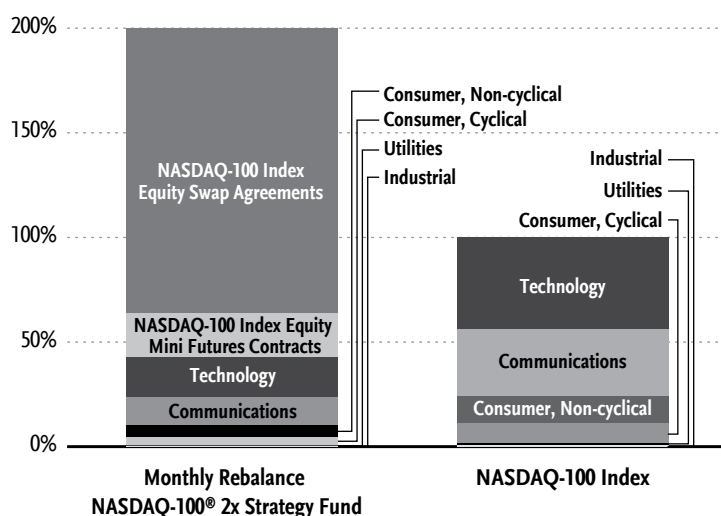 200%
150%
100%
50%
0%
NASDAQ-100 Index
Equity Swap Agreements
NASDAQ-100 Index Equity
Mini Futures Contracts
Technology
Communications
Consumer, Non-cyclical
Consumer, Cyclical
Utilities
Industrial
Monthly Rebalance
NASDAQ-100® 2x Strategy Fund
Industrial
Utilities
Consumer, Cyclical
Technology
Communications
Consumer, Non-cyclical
NASDAQ-100 Index